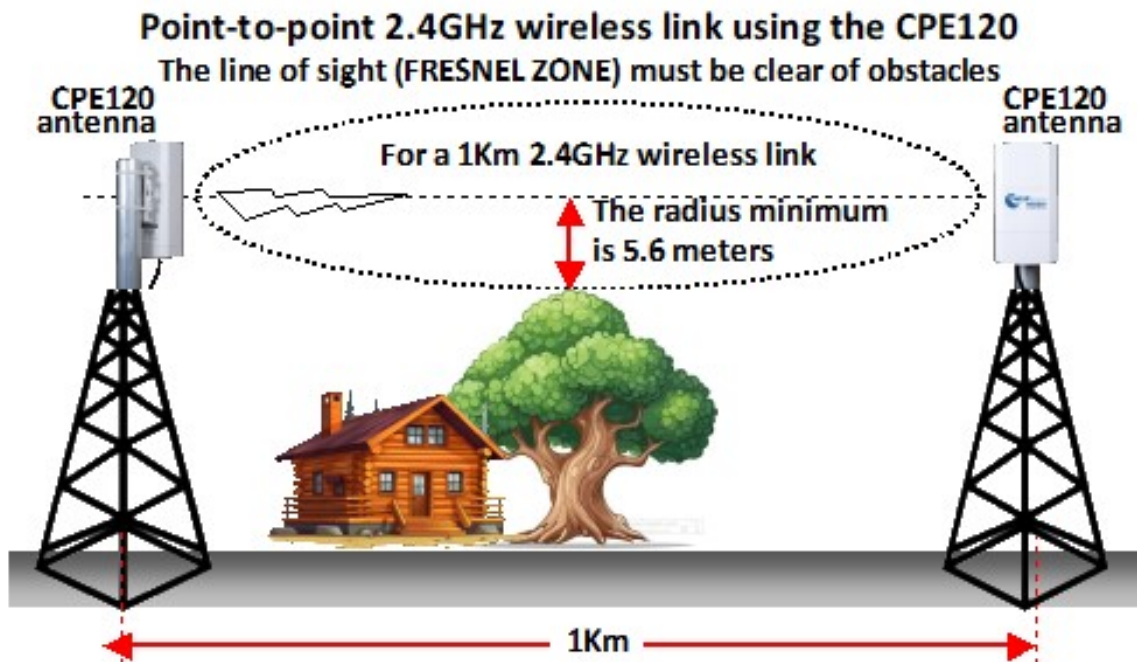 Point-to-point 2.4GHz wireless link using the CPE120
The line of sight (FRESNEL ZONE) must be clear of obstacles
CPE120
antenna
CPE120
antenna
For a 1Km 2.4GHz wireless link
The radius minimum
is 5.6 meters
1Km